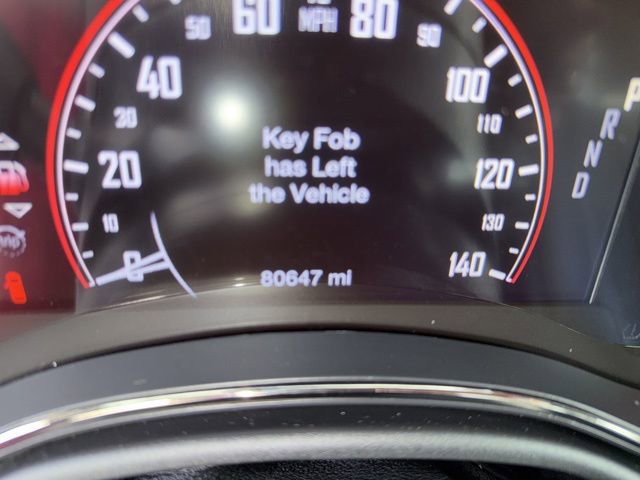 60 MPH 80
50 90
40 100
20 110
20 120
10 130
0 140
Key Fob
has Left
the Vehicle
80647 mi
P
R
N
D